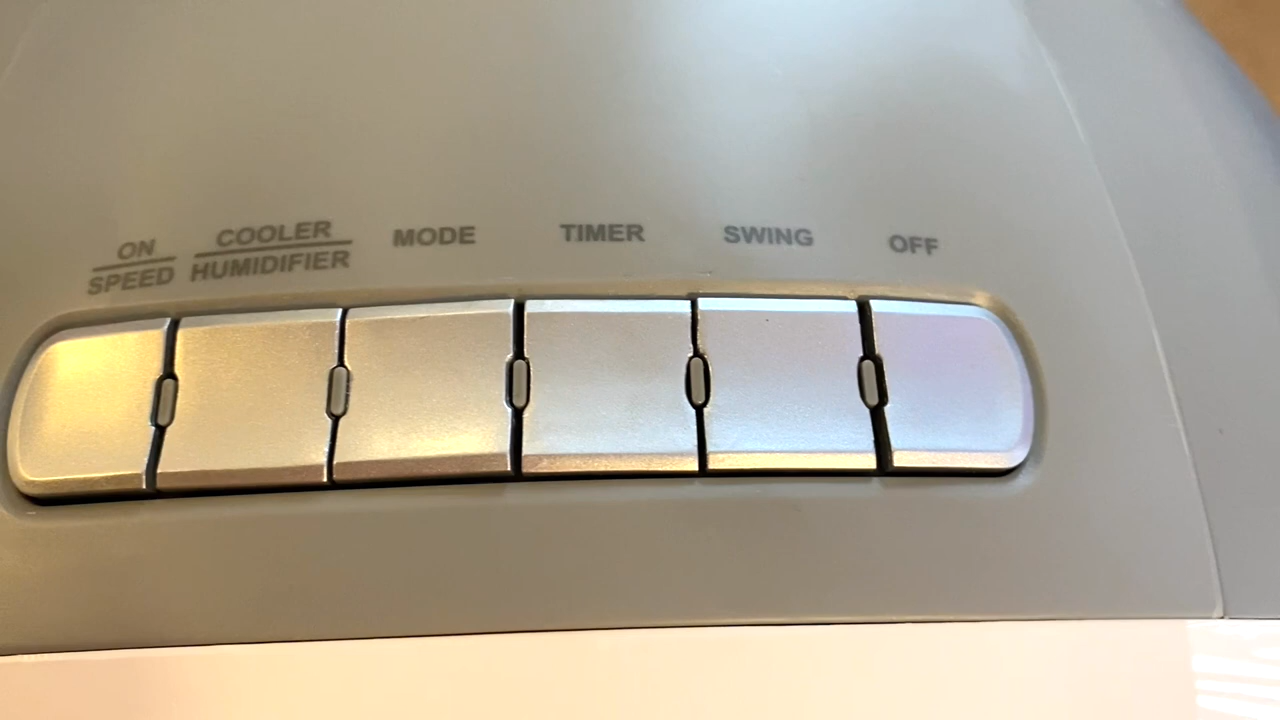 ON
SPEED
COOLER
HUMIDIFIER
MODE
TIMER
SWING
OFF